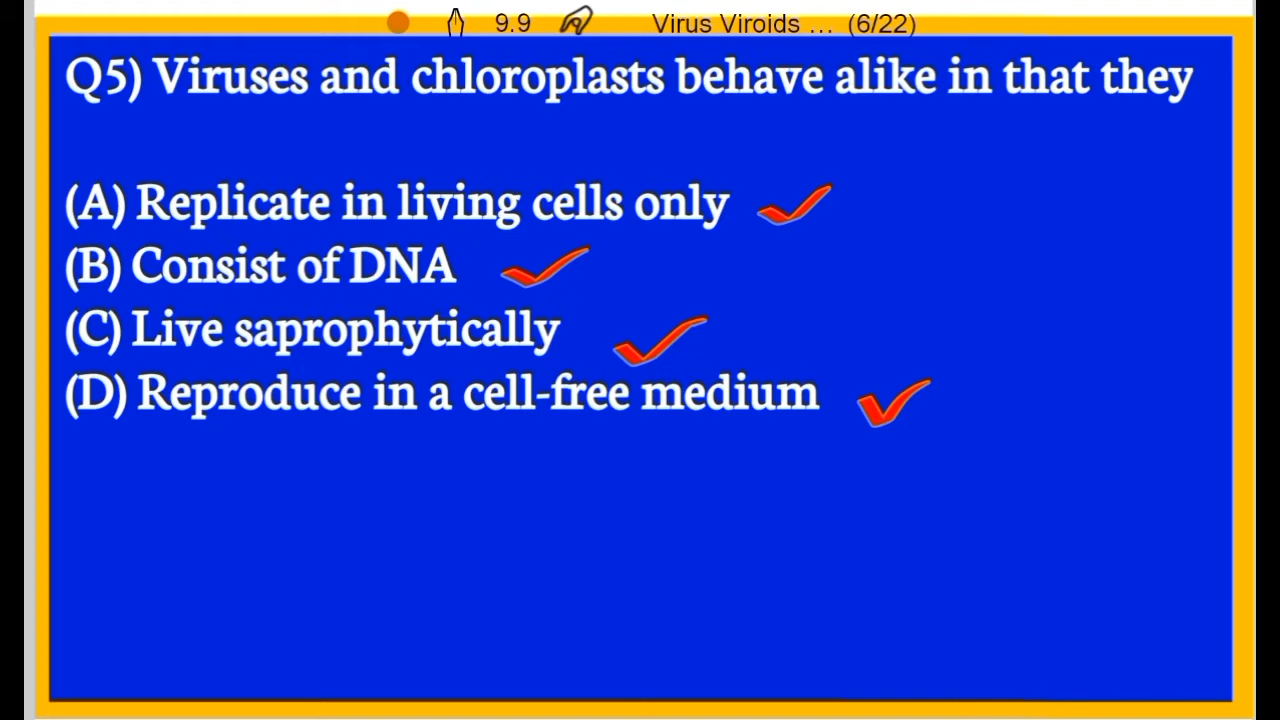 9.9 Virus Viroids ... (6/22)
Q5) Viruses and chloroplasts behave alike in that they
(A) Replicate in living cells only
(B) Consist of DNA
(C) Live saprophytically
(D) Reproduce in a cell-free medium